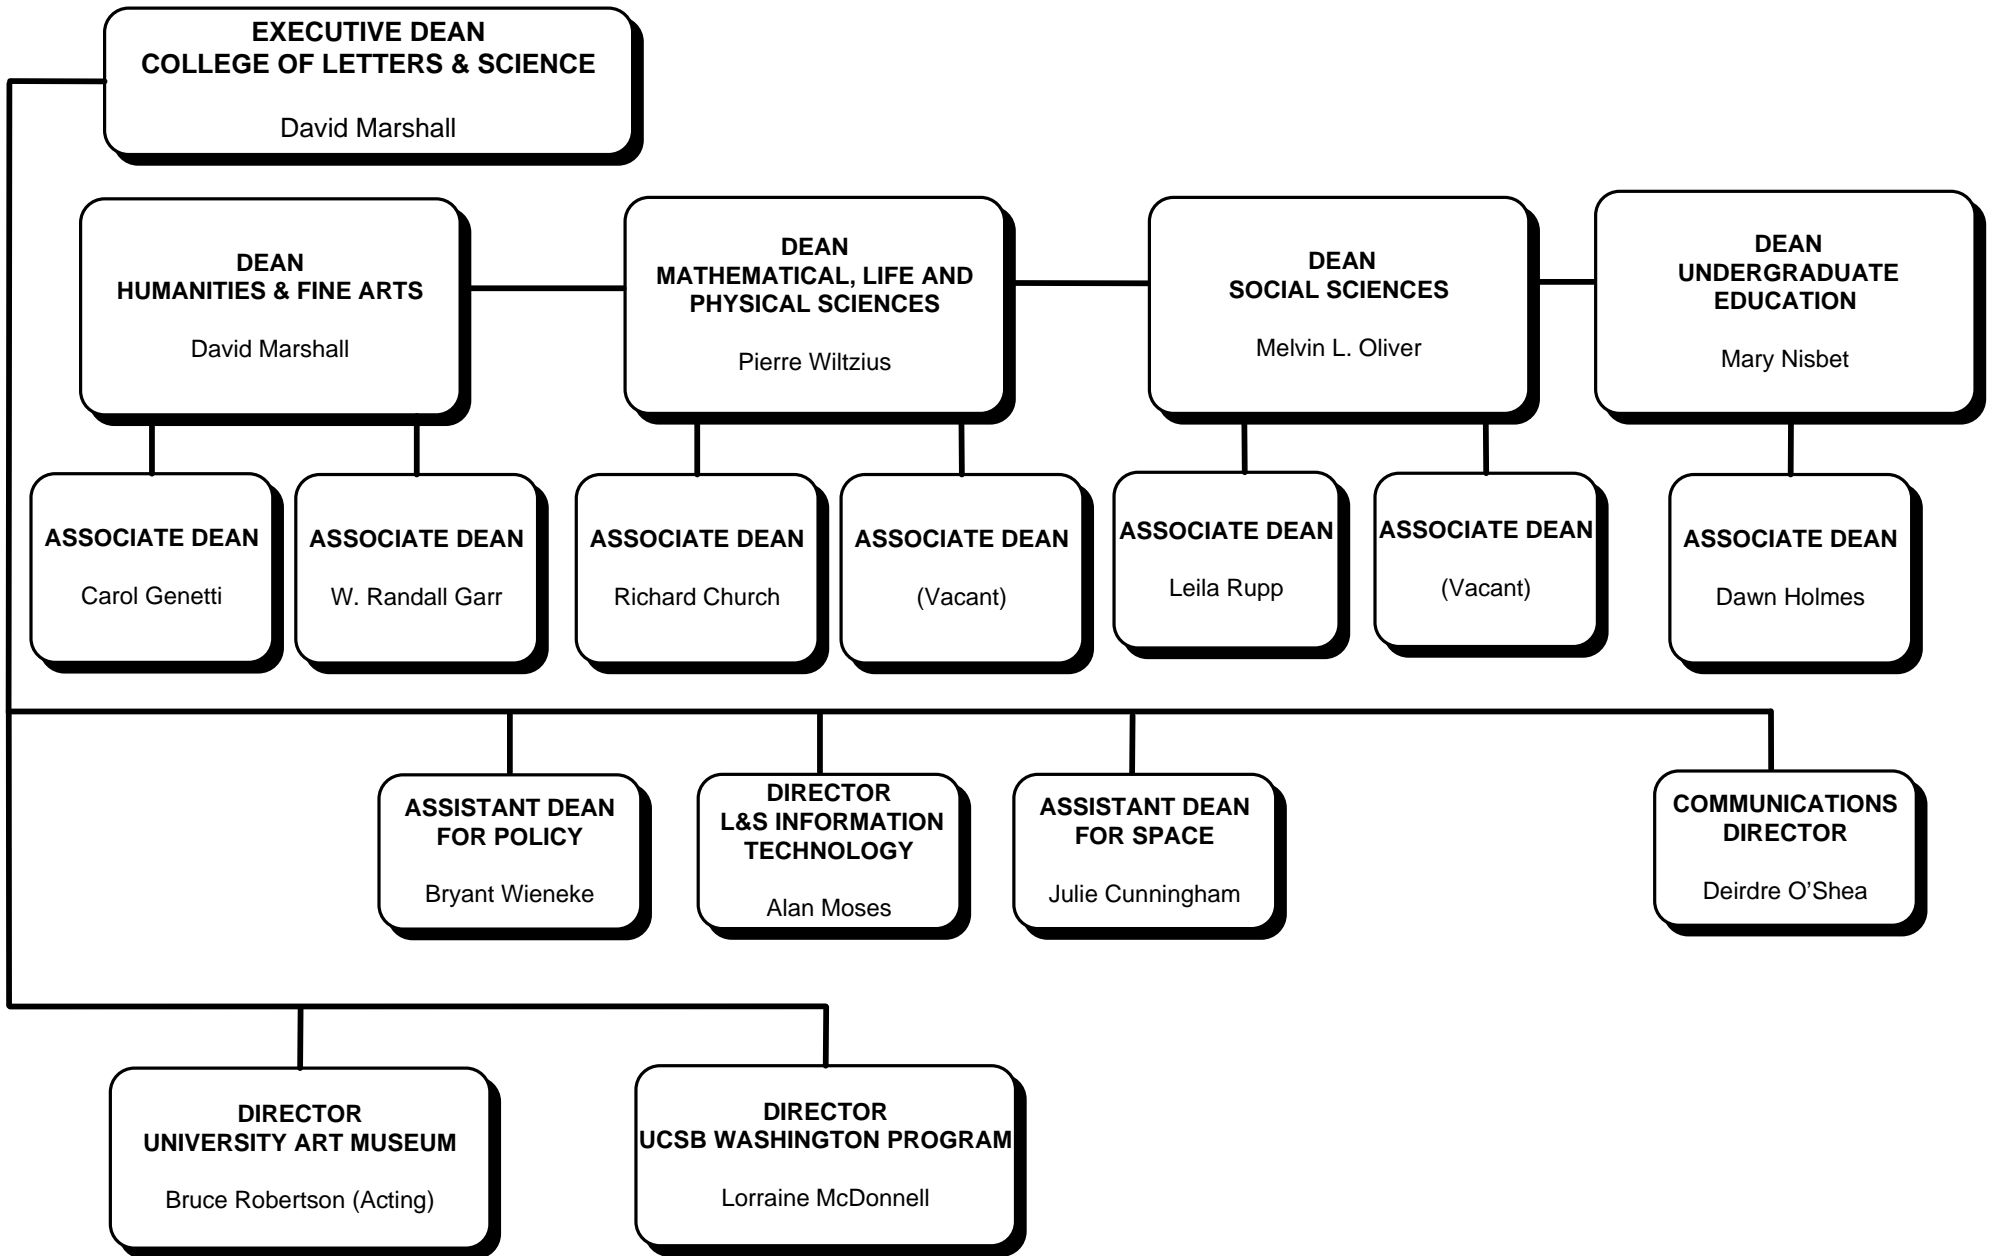 EXECUTIVE DEAN
COLLEGE OF LETTERS & SCIENCE
David Marshall
DEAN
HUMANITIES & FINE ARTS
David Marshall
DEAN
MATHEMATICAL, LIFE AND
PHYSICAL SCIENCES
Pierre Wiltzius
DEAN
SOCIAL SCIENCES
Melvin L. Oliver
DEAN
UNDERGRADUATE
EDUCATION
Mary Nisbet
ASSOCIATE DEAN
Carol Genetti
ASSOCIATE DEAN
W. Randall Garr
ASSOCIATE DEAN
Richard Church
ASSOCIATE DEAN
(Vacant)
ASSOCIATE DEAN
Leila Rupp
ASSOCIATE DEAN
(Vacant)
ASSOCIATE DEAN
Dawn Holmes
ASSISTANT DEAN
FOR POLICY
Bryant Wieneke
DIRECTOR
L&S INFORMATION
TECHNOLOGY
Alan Moses
ASSISTANT DEAN
FOR SPACE
Julie Cunningham
COMMUNICATIONS
DIRECTOR
Deirdre O’Shea
DIRECTOR
UNIVERSITY ART MUSEUM
Bruce Robertson (Acting)
DIRECTOR
UCSB WASHINGTON PROGRAM
Lorraine McDonnell